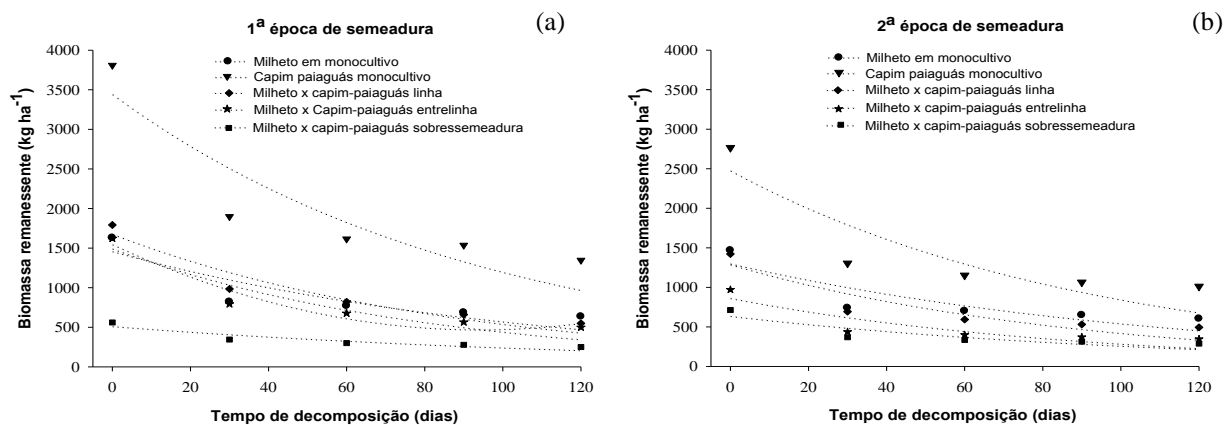 1ª época de semeadura (a)
Milheto em monocultivo
Capim paiaguás monocultivo
Milheto x capim-paiaguás linha
Milheto x Capim-paiaguás entrelinha
Milheto x capim-paiaguás sobressemeadura
Biomassa remanessente (kg ha-1)
4000
3500
3000
2500
2000
1500
1000
500
0
0 20 40 60 80 100 120
Tempo de decomposição (dias)
2ª época de semeadura (b)
Milheto em monocultivo
Capim paiaguás monocultivo
Milheto x capim-paiaguás linha
Milheto x capim-paiaguás entrelinha
Milheto x capim-paiaguás sobressemeadura
Biomassa remanessente (kg ha-1)
4000
3500
3000
2500
2000
1500
1000
500
0
0 20 40 60 80 100 120
Tempo de decomposição (dias)